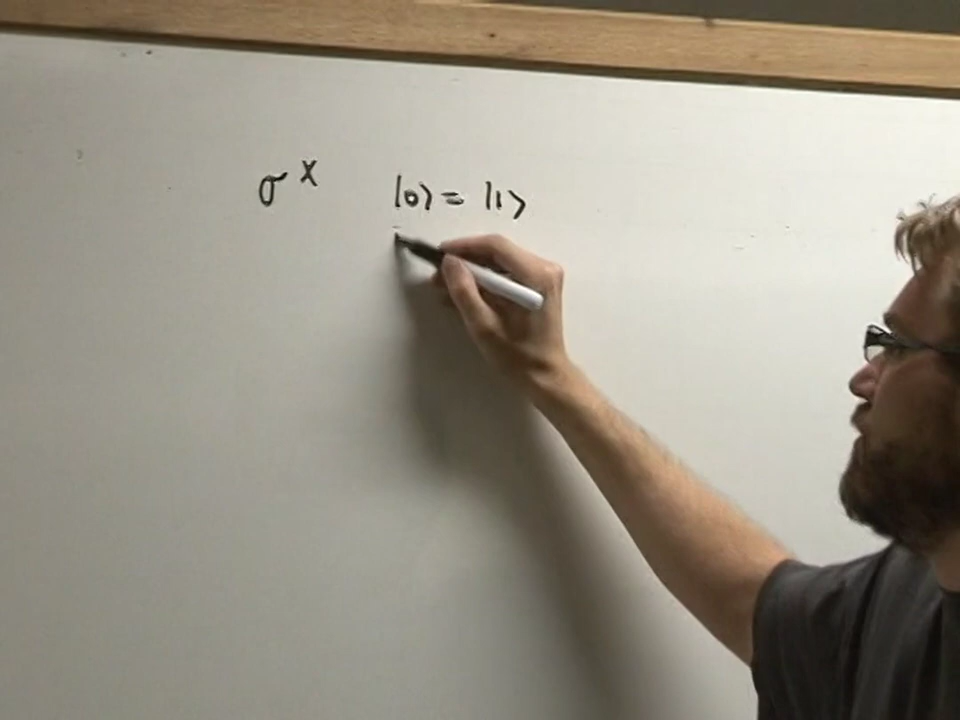 σ^x |0⟩ = |1⟩